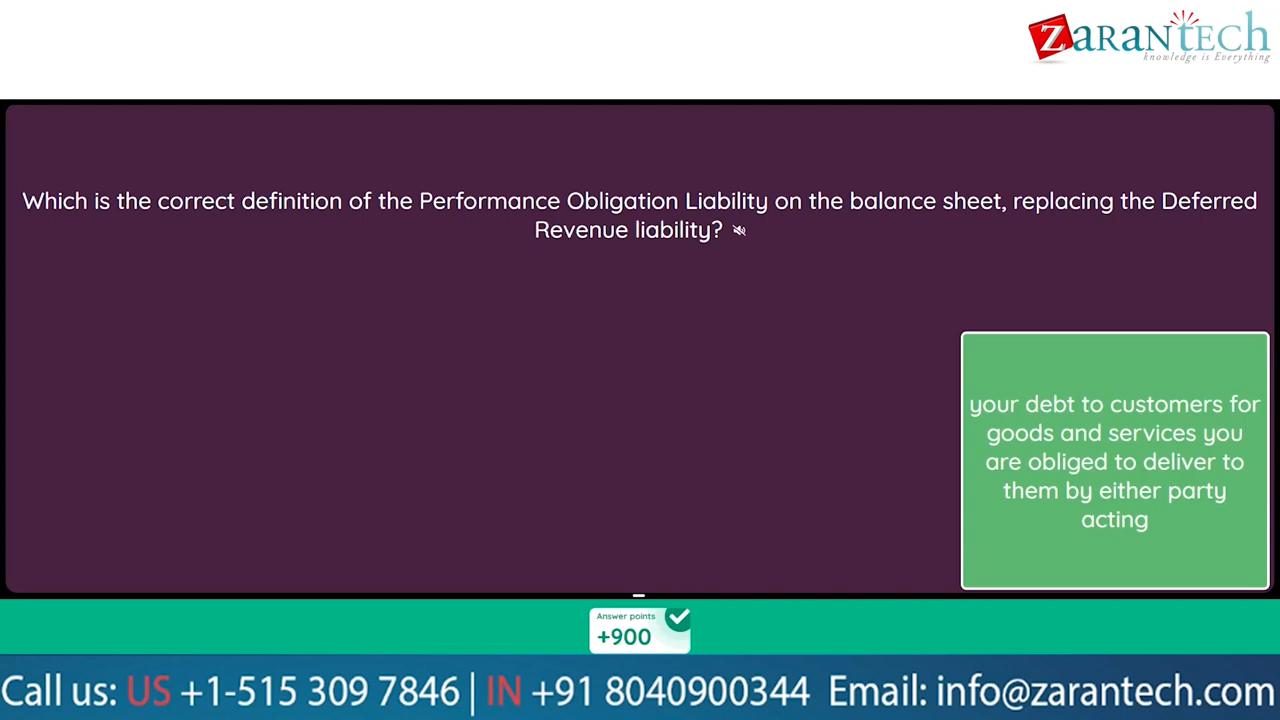 ZARANTECH
knowledge is Everything
Which is the correct definition of the Performance Obligation Liability on the balance sheet, replacing the Deferred
Revenue liability?
your debt to customers for
goods and services you
are obliged to deliver to
them by either party
acting
Answer points
+900
Call us: US +1-515 309 7846 | IN +91 8040900344 Email: info@zarantech.com